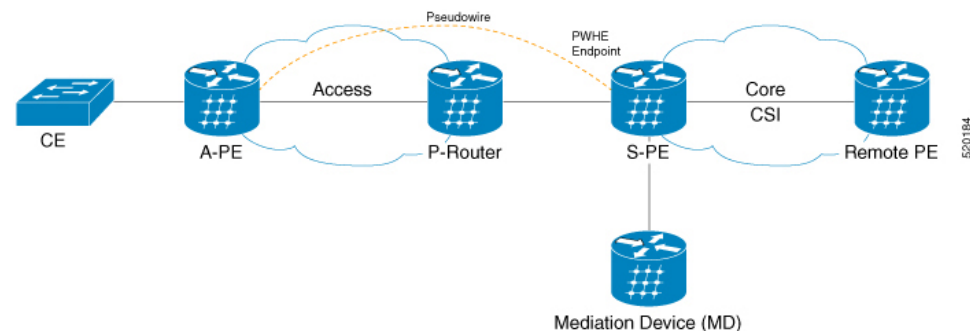 Pseudowire
PWHE
Endpoint
Access
Core
CSI
CE
A-PE
P-Router
S-PE
Remote PE
520184
Mediation Device (MD)